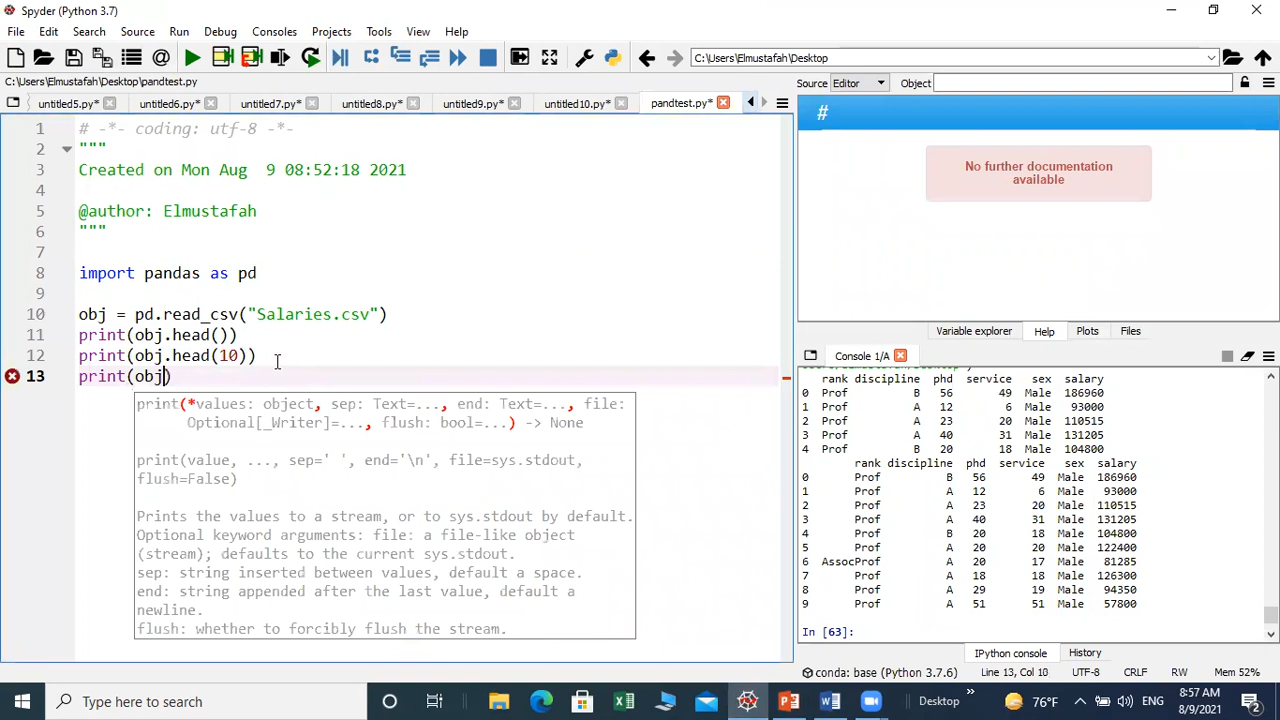 Spyder (Python 3.7)
File Edit Search Source Run Debug Consoles Projects Tools View Help
C:\Users\Elmustafah\Desktop
C:\Users\Elmustafah\Desktop\pandtest.py
untitled5.py* untitled6.py* untitled7.py* untitled8.py* untitled9.py* untitled10.py* pandtest.py*
1 # -*- coding: utf-8 -*-
2 """
3 Created on Mon Aug  9 08:52:18 2021
4
5 @author: Elmustafah
6 """
7
8 import pandas as pd
9
10 obj = pd.read_csv("Salaries.csv")
11 print(obj.head())
12 print(obj.head(10))
13 print(obj)
print(*values: object, sep: Text=..., end: Text=..., file:
Optional[_Writer]=..., flush: bool=...) -> None
print(value, ..., sep=' ', end='\n', file=sys.stdout,
flush=False)
Prints the values to a stream, or to sys.stdout by default.
Optional keyword arguments: file: a file-like object
(stream); defaults to the current sys.stdout.
sep: string inserted between values, default a space.
end: string appended after the last value, default a
newline.
flush: whether to forcibly flush the stream.
Source Editor Object
#
No further documentation
available
Variable explorer Help Plots Files
Console 1/A
rank discipline phd service sex salary
0 Prof B 56 49 Male 186960
1 Prof A 12 6 Male 93000
2 Prof A 23 20 Male 110515
3 Prof A 40 31 Male 131205
4 Prof B 20 18 Male 104800
rank discipline phd service sex salary
0 Prof B 56 49 Male 186960
1 Prof A 12 6 Male 93000
2 Prof A 23 20 Male 110515
3 Prof A 40 31 Male 131205
4 Prof B 20 18 Male 104800
5 Prof A 20 20 Male 122400
6 AssocProf A 20 17 Male 81285
7 Prof A 18 18 Male 126300
8 Prof A 29 19 Male 94350
9 Prof A 51 51 Male 57800
In [63]:
IPython console History
conda: base (Python 3.7.6) Line 13, Col 10 UTF-8 CRLF RW Mem 52%
Type here to search
Desktop
76°F
8:57 AM
8/9/2021
2